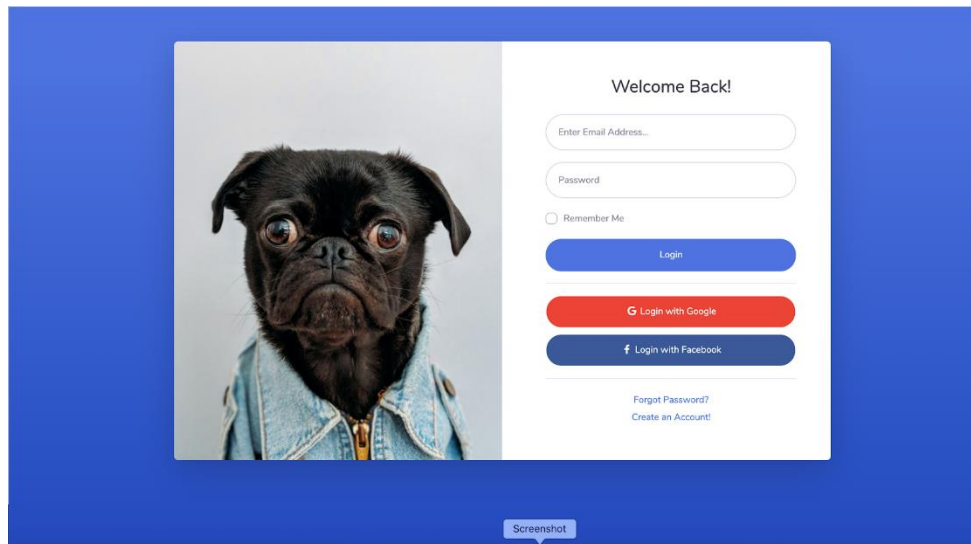 Welcome Back!
Enter Email Address...
Password
Remember Me
Login
G Login with Google
f Login with Facebook
Forgot Password?
Create an Account!
Screenshot